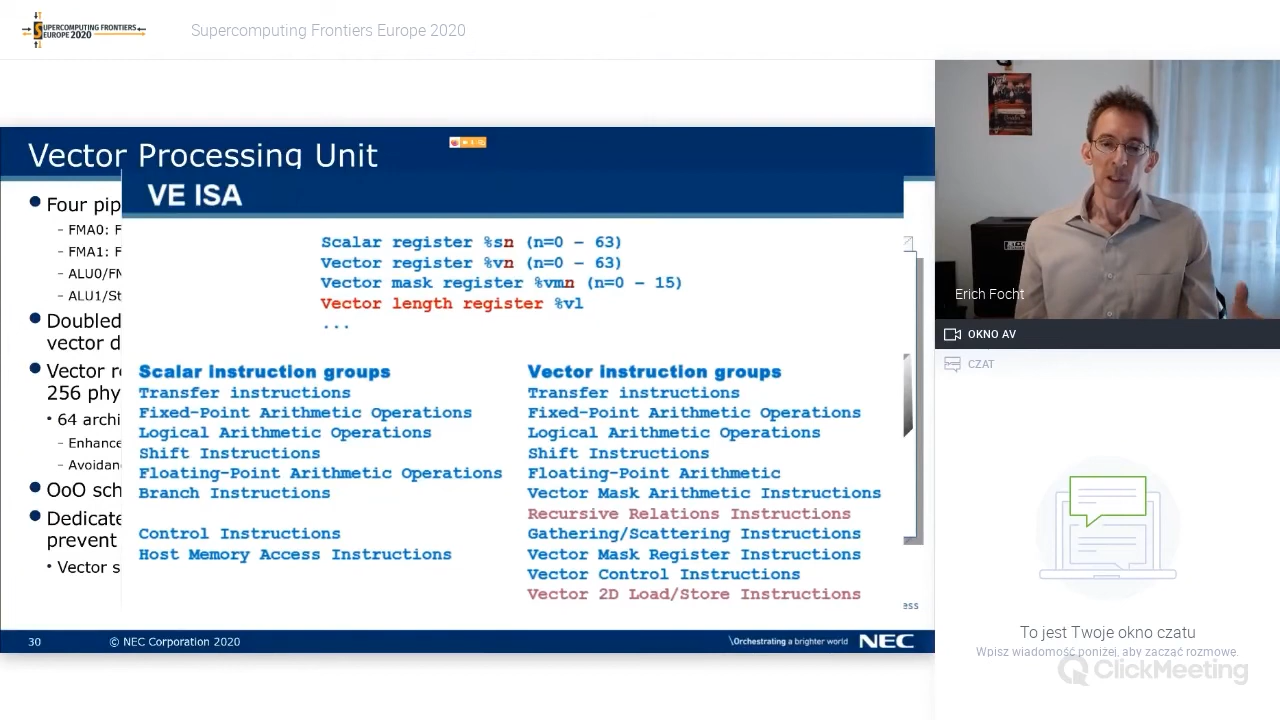 SUPERCOMPUTING FRONTIERS
EUROPE 2020
Supercomputing Frontiers Europe 2020
Vector Processing Unit
VE ISA
Four pip
– FMA0: F
– FMA1: F
– ALU0/FM
– ALU1/St
Doubled
vector d
Vector re
256 phy
64 archi
– Enhance
– Avoidan
OoO sch
Dedicate
prevent
Vector s
Scalar register %sn (n=0 – 63)
Vector register %vn (n=0 – 63)
Vector mask register %vmn (n=0 – 15)
Vector length register %vl
...
Scalar instruction groups
Transfer instructions
Fixed-Point Arithmetic Operations
Logical Arithmetic Operations
Shift Instructions
Floating-Point Arithmetic Operations
Branch Instructions
Control Instructions
Host Memory Access Instructions
Vector instruction groups
Transfer instructions
Fixed-Point Arithmetic Operations
Logical Arithmetic Operations
Shift Instructions
Floating-Point Arithmetic
Vector Mask Arithmetic Instructions
Recursive Relations Instructions
Gathering/Scattering Instructions
Vector Mask Register Instructions
Vector Control Instructions
Vector 2D Load/Store Instructions
ess
30 © NEC Corporation 2020 \Orchestrating a brighter world NEC
Erich Focht
OKNO AV
CZAT
To jest Twoje okno czatu
Wpisz wiadomość poniżej, aby zacząć rozmowę.
ClickMeeting